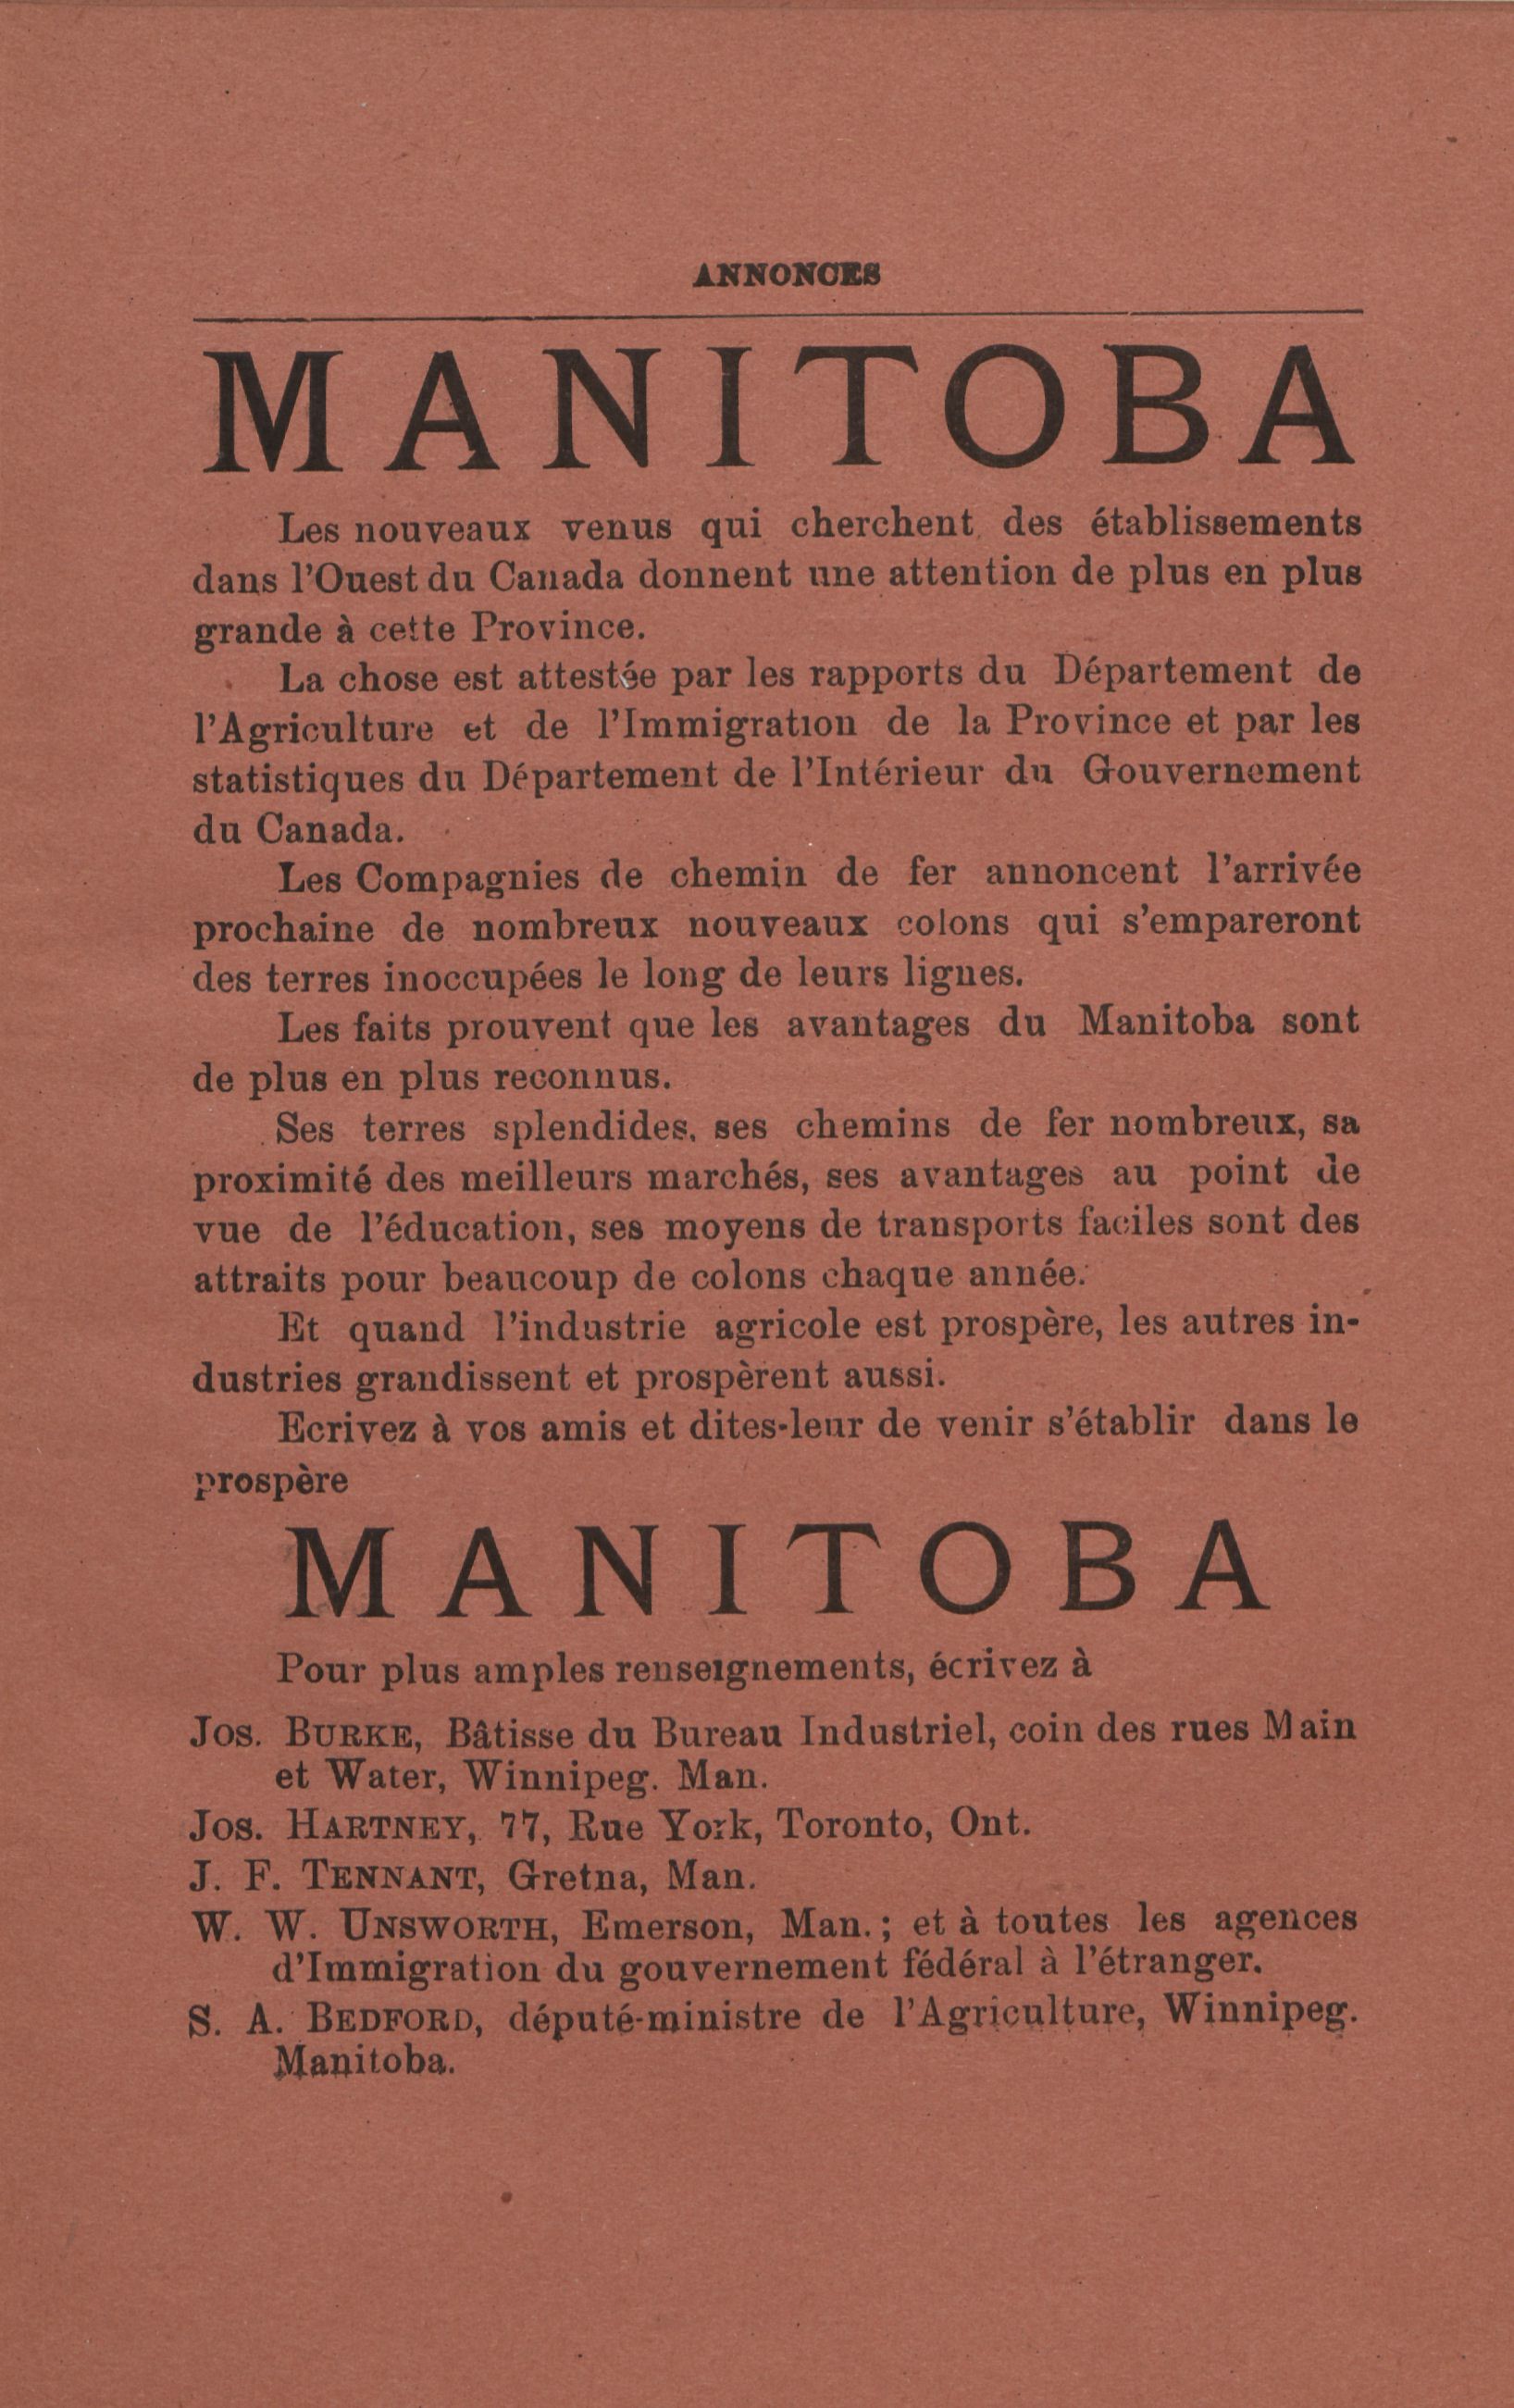 ANNONCES
MANITOBA
Les nouveaux venus qui cherchent des établissements
dans l'Ouest du Canada donnent une attention de plus en plus
grande à cette Province.
La chose est attestée par les rapports du Département de
l'Agriculture et de l'Immigration de la Province et par les
statistiques du Département de l'Intérieur du Gouvernement
du Canada.
Les Compagnies de chemin de fer annoncent l'arrivée
prochaine de nombreux nouveaux colons qui s'empareront
des terres inoccupées le long de leurs lignes.
Les faits prouvent que les avantages du Manitoba sont
de plus en plus reconnus.
Ses terres splendides, ses chemins de fer nombreux, sa
proximité des meilleurs marchés, ses avantages au point de
vue de l'éducation, ses moyens de transports faciles sont des
attraits pour beaucoup de colons chaque année.
Et quand l'industrie agricole est prospère, les autres in-
dustries grandissent et prospèrent aussi.
Ecrivez à vos amis et dites-leur de venir s'établir dans le
prospère
MANITOBA
Pour plus amples renseignements, écrivez à
Jos. BURKE, Bâtisse du Bureau Industriel, coin des rues Main
et Water, Winnipeg. Man.
Jos. HARTNEY, 77, Rue York, Toronto, Ont.
J. F. TENNANT, Gretna, Man.
W. W. UNSWORTH, Emerson, Man.; et à toutes les agences
d'Immigration du gouvernement fédéral à l'étranger.
S. A. BEDFORD, député-ministre de l'Agriculture, Winnipeg.
Manitoba.